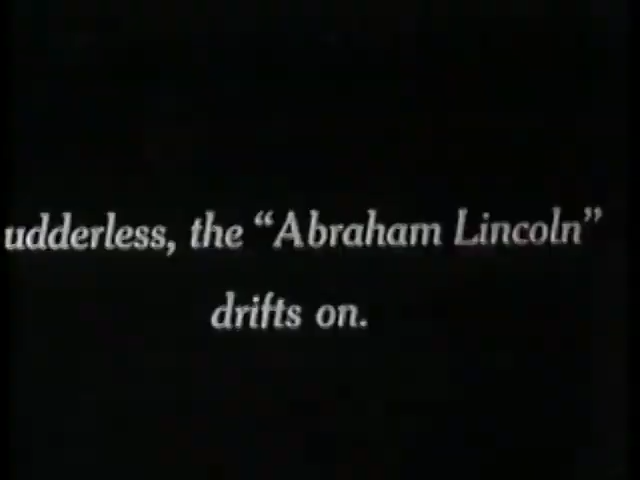 udderless, the “Abraham Lincoln”
drifts on.